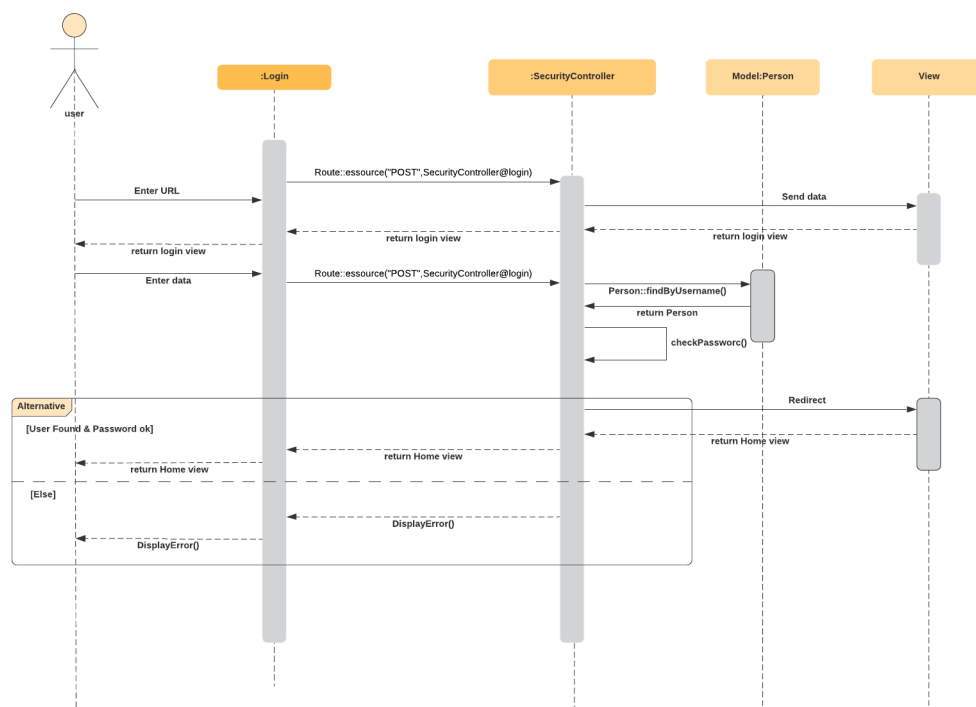 user
:Login
:SecurityController
Model:Person
View
Route::essource("POST",SecurityController@login)
Enter URL
Send data
return login view
return login view
return login view
Enter data
Route::essource("POST",SecurityController@login)
Person::findByUsername()
return Person
checkPassworc()
Alternative
Redirect
[User Found & Password ok]
return Home view
return Home view
return Home view
[Else]
DisplayError()
DisplayError()